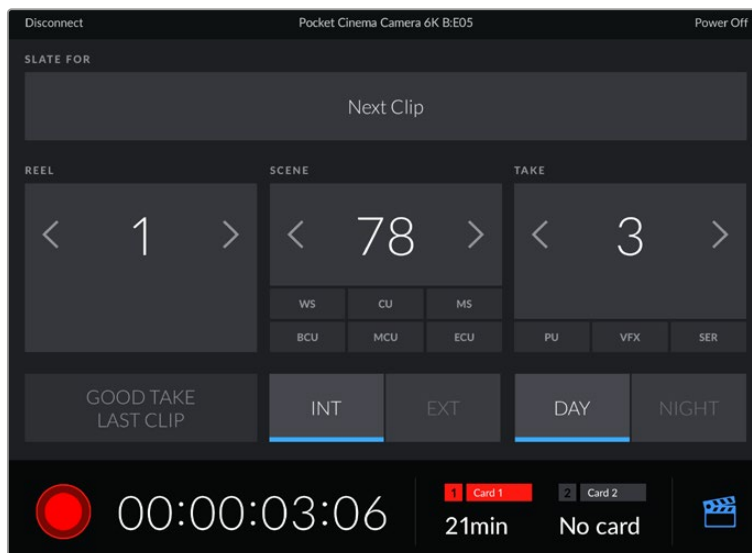 Disconnect Pocket Cinema Camera 6K B:E05 Power Off
SLATE FOR
Next Clip
REEL SCENE TAKE
1 78 3
WS CU MS
BCU MCU ECU PU VFX SER
GOOD TAKE
LAST CLIP
INT EXT DAY NIGHT
1 Card 1 2 Card 2
00:00:03:06 21min No card